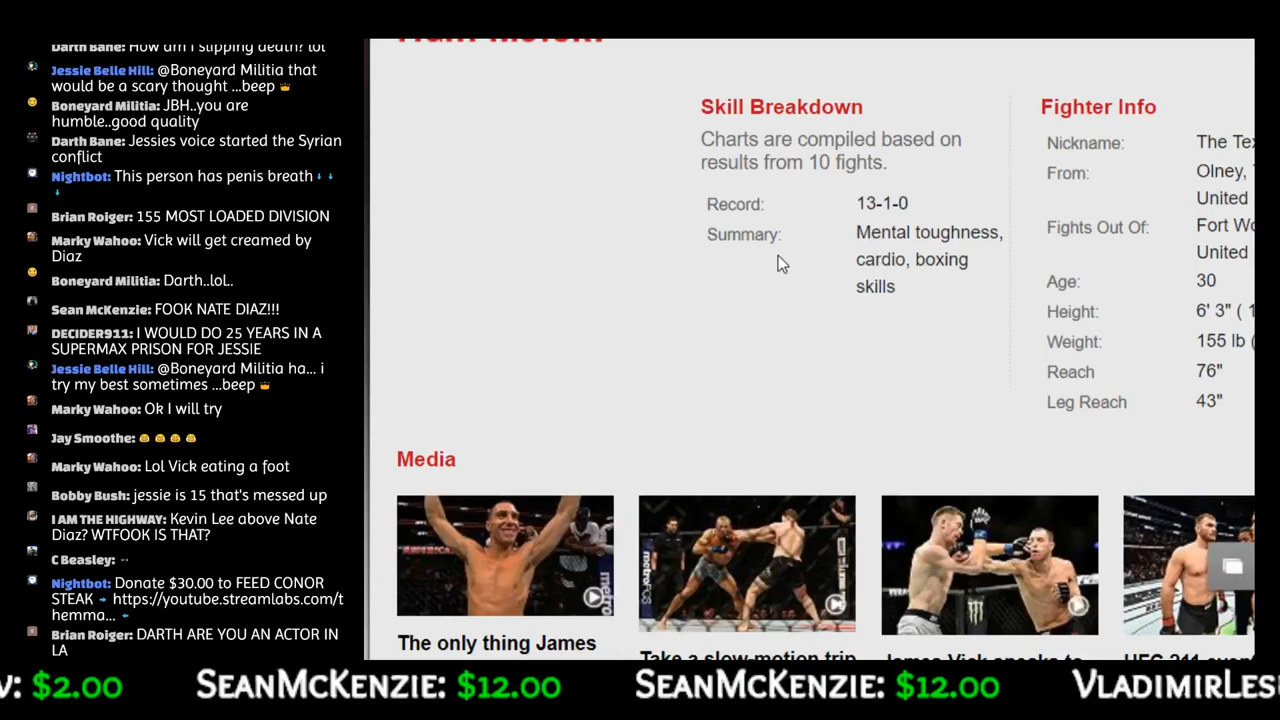 Darth Bane: How am i slipping death? lol
Jessie Belle Hill: @Boneyard Militia that
would be a scary thought ...beep
Boneyard Militia: JBH..you are
humble..good quality
Darth Bane: Jessies voice started the Syrian
conflict
Nightbot: This person has penis breath
Brian Roiger: 155 MOST LOADED DIVISION
Marky Wahoo: Vick will get creamed by
Diaz
Boneyard Militia: Darth..lol..
Sean McKenzie: FOOK NATE DIAZ!!!
DECIDER911: I WOULD DO 25 YEARS IN A
SUPERMAX PRISON FOR JESSIE
Jessie Belle Hill: @Boneyard Militia ha... i
try my best sometimes ...beep
Marky Wahoo: Ok I will try
Jay Smoothe:
Marky Wahoo: Lol Vick eating a foot
Bobby Bush: jessie is 15 that's messed up
I AM THE HIGHWAY: Kevin Lee above Nate
Diaz? WTFOOK IS THAT?
C Beasley:
Nightbot: Donate $30.00 to FEED CONOR
STEAK https://youtube.streamlabs.com/t
hemma...
Brian Roiger: DARTH ARE YOU AN ACTOR IN
LA
Skill Breakdown
Charts are compiled based on
results from 10 fights.
Record: 13-1-0
Summary: Mental toughness,
cardio, boxing
skills
Fighter Info
Nickname: The Tex
From: Olney,
United
Fights Out Of: Fort Wo
United
Age: 30
Height: 6' 3" ( 1
Weight: 155 lb (
Reach 76"
Leg Reach 43"
Media
The only thing James
Take a slow-motion trip
James Vick speaks to
V: $2.00 SEANMCKENZIE: $12.00 SEANMCKENZIE: $12.00 VLADIMIRLES